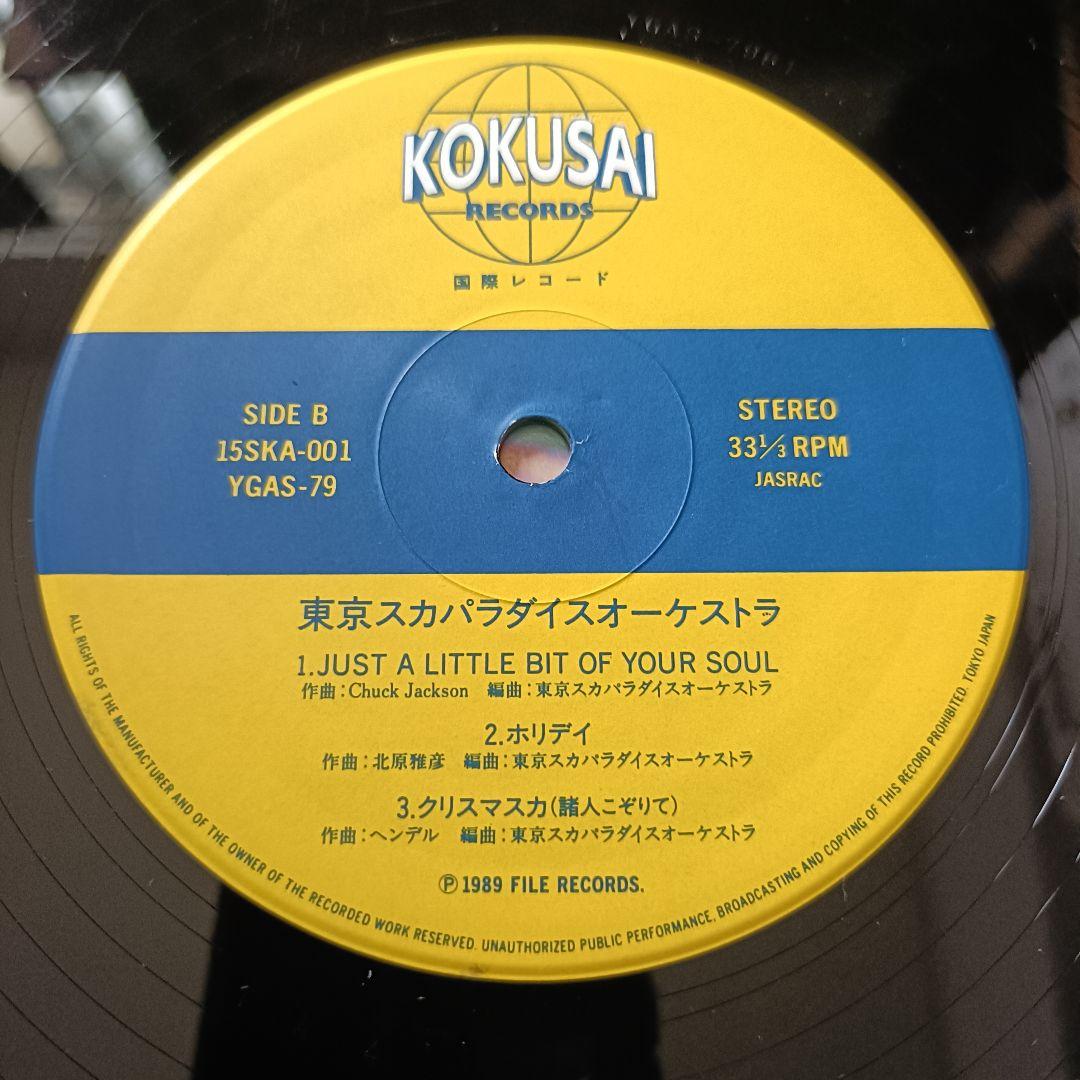 KOKUSAI
RECORDS
国際レコード
SIDE B
15SKA-001
YGAS-79
STEREO
33⅓ RPM
JASRAC
東京スカパラダイスオーケストラ
1.JUST A LITTLE BIT OF YOUR SOUL
作曲:Chuck Jackson 編曲:東京スカパラダイスオーケストラ
2.ホリデイ
作曲:北原雅彦 編曲:東京スカパラダイスオーケストラ
3.クリスマスカ(諸人こぞりて)
作曲:ヘンデル 編曲:東京スカパラダイスオーケストラ
Ⓟ1989 FILE RECORDS.
ALL RIGHTS OF THE MANUFACTURER AND OF THE OWNER OF THE RECORDED WORK RESERVED. UNAUTHORIZED PUBLIC PERFORMANCE, BROADCASTING AND COPYING OF THIS RECORD PROHIBITED. TOKYO JAPAN